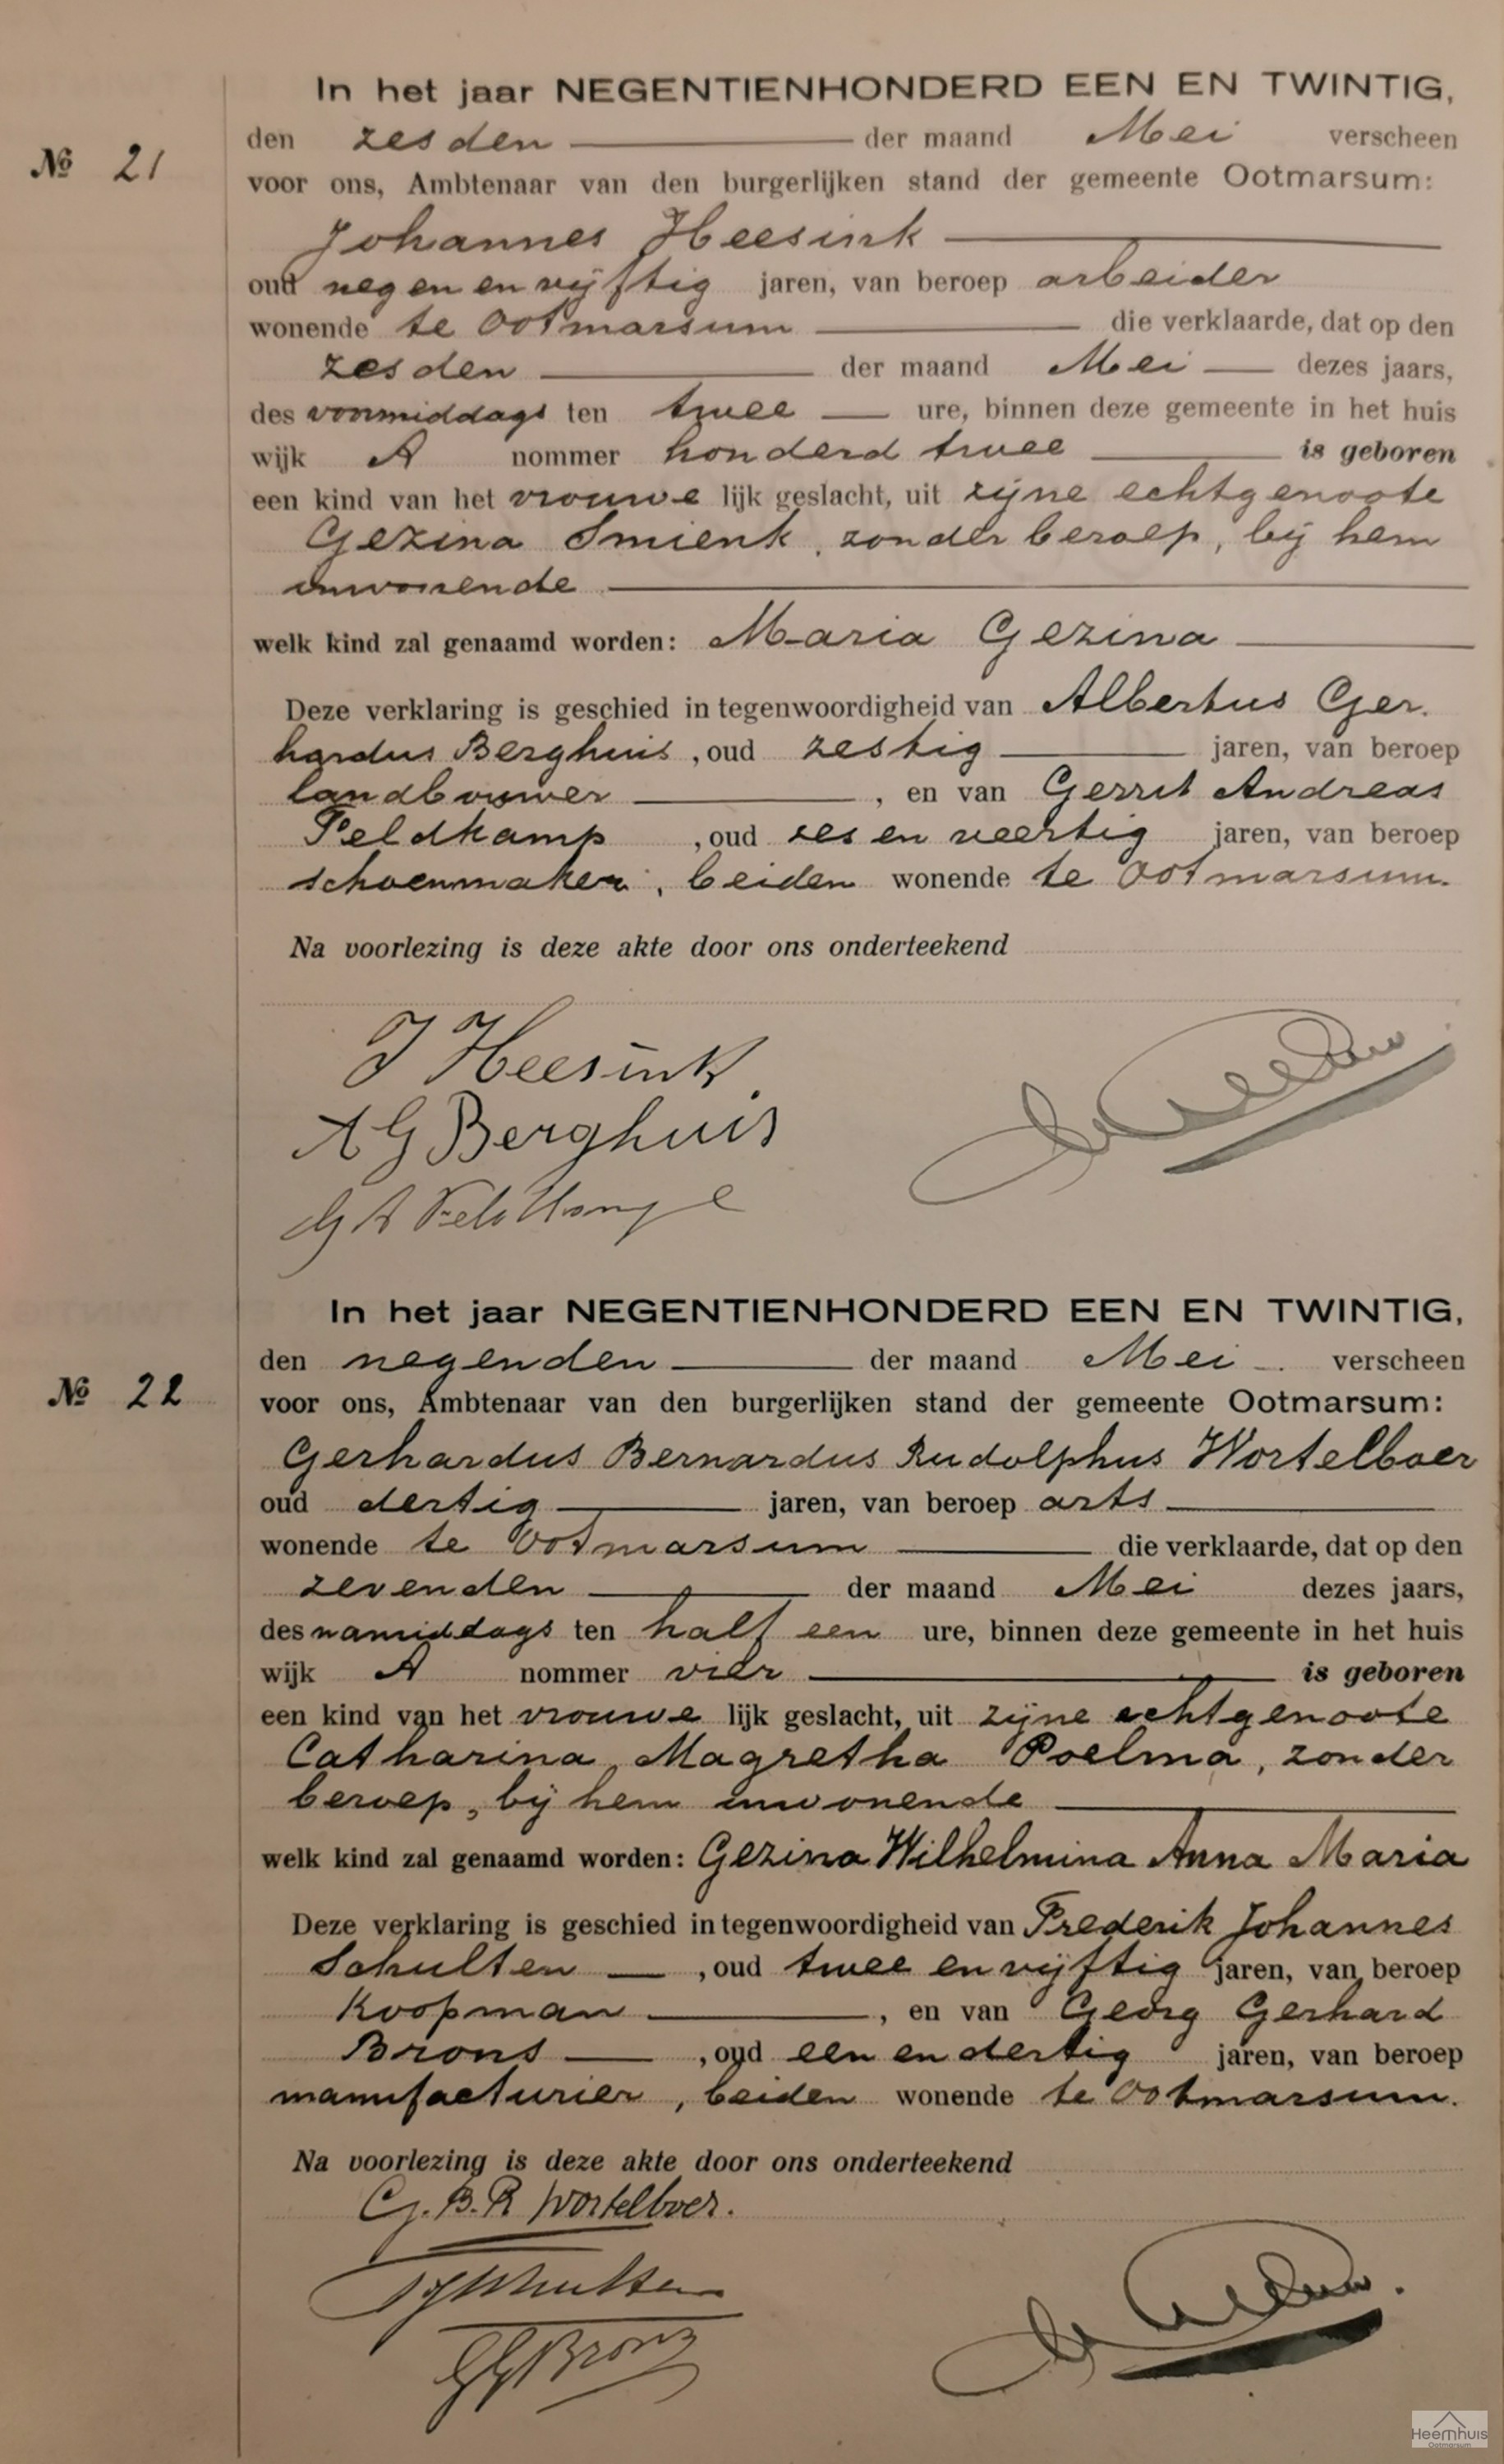 In het jaar NEGENTIENHONDERD EEN EN TWINTIG,
den zesden der maand Mei verscheen
No 21
voor ons, Ambtenaar van den burgerlijken stand der gemeente Ootmarsum:
Johannes Heesink
oud negen en vijftig jaren, van beroep arbeider
wonende te Ootmarsum die verklaarde, dat op den
zesden der maand Mei dezes jaars,
des voormiddags ten twee ure, binnen deze gemeente in het huis
wijk A nommer honderd twee is geboren
een kind van het vrouwe lijk geslacht, uit zijne echtgenoote
Gezina Smienk, zonder beroep, bij hem
inwonende
welk kind zal genaamd worden: Maria Gezina
Deze verklaring is geschied in tegenwoordigheid van Albertus Ger.
hardus Berghuis, oud zestig jaren, van beroep
landbouwer, en van Gerrit Andreas
Veldkamp, oud zes en veertig jaren, van beroep
schoenmaker, beiden wonende te Ootmarsum.
Na voorlezing is deze akte door ons onderteekend
J Heesink
A G Berghuis
G A Veldkamp
In het jaar NEGENTIENHONDERD EEN EN TWINTIG,
den negenden der maand Mei verscheen
No 22
voor ons, Ambtenaar van den burgerlijken stand der gemeente Ootmarsum:
Gerhardus Bernardus Rudolphus Wortelboer
oud dertig jaren, van beroep arts
wonende te Ootmarsum die verklaarde, dat op den
zevenden der maand Mei dezes jaars,
des namiddags ten half een ure, binnen deze gemeente in het huis
wijk A nommer vier is geboren
een kind van het vrouwe lijk geslacht, uit zijne echtgenoote
Catharina Magretha Poelma, zonder
beroep, bij hem inwonende
welk kind zal genaamd worden: Gezina Wilhelmina Anna Maria
Deze verklaring is geschied in tegenwoordigheid van Frederik Johannes
Schulten, oud twee en vijftig jaren, van beroep
Koopman, en van Georg Gerhard
Brons, oud een en dertig jaren, van beroep
manufacturier, beiden wonende te Ootmarsum.
Na voorlezing is deze akte door ons onderteekend
G. B. R Wortelboer.
FJ Schulten
GG Brons
Heemhuis
Ootmarsum